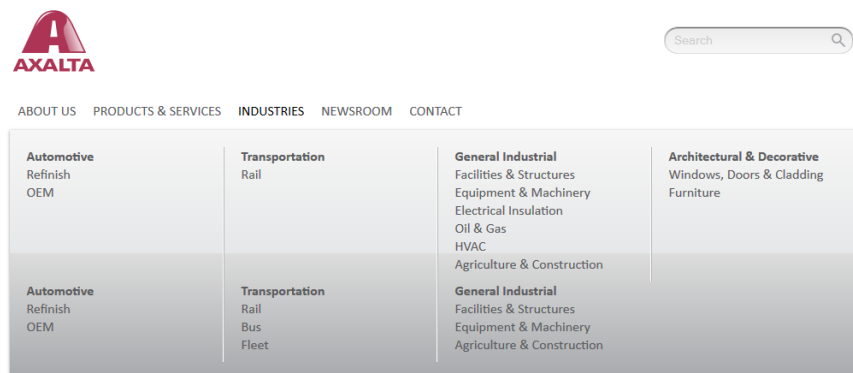 AXALTA
Search
ABOUT US PRODUCTS & SERVICES INDUSTRIES NEWSROOM CONTACT
Automotive
Refinish
OEM
Transportation
Rail
General Industrial
Facilities & Structures
Equipment & Machinery
Electrical Insulation
Oil & Gas
HVAC
Agriculture & Construction
Architectural & Decorative
Windows, Doors & Cladding
Furniture
Automotive
Refinish
OEM
Transportation
Rail
Bus
Fleet
General Industrial
Facilities & Structures
Equipment & Machinery
Agriculture & Construction